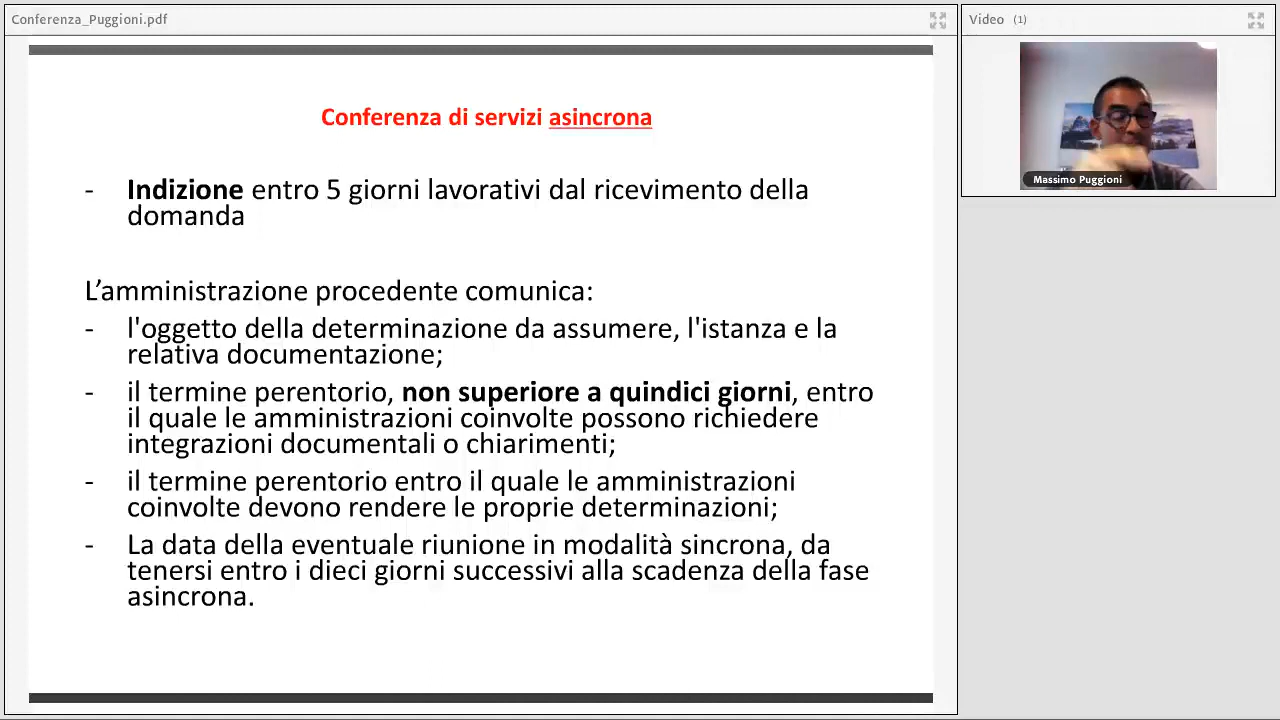 Conferenza_Puggioni.pdf
Video (1)
Massimo Puggioni
Conferenza di servizi asincrona
- Indizione entro 5 giorni lavorativi dal ricevimento della
domanda
L’amministrazione procedente comunica:
- l'oggetto della determinazione da assumere, l'istanza e la
relativa documentazione;
- il termine perentorio, non superiore a quindici giorni, entro
il quale le amministrazioni coinvolte possono richiedere
integrazioni documentali o chiarimenti;
- il termine perentorio entro il quale le amministrazioni
coinvolte devono rendere le proprie determinazioni;
- La data della eventuale riunione in modalità sincrona, da
tenersi entro i dieci giorni successivi alla scadenza della fase
asincrona.